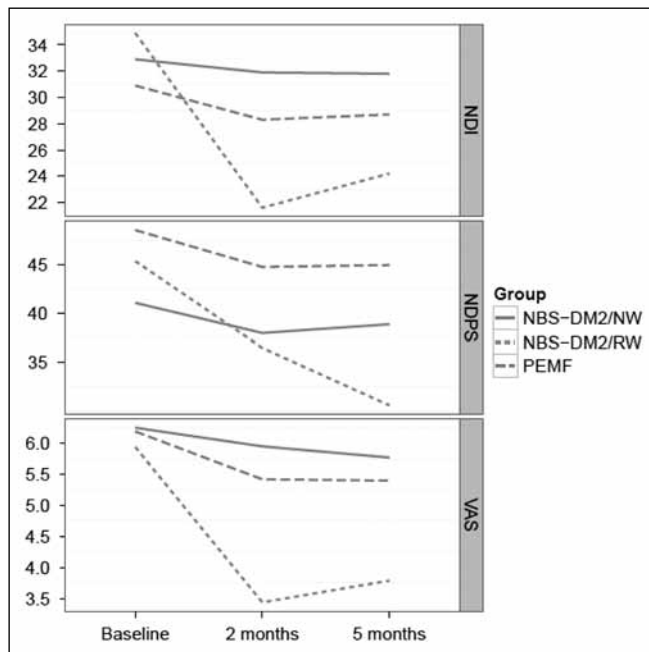 34
32
30
28
26
24
22
NDI
45
40
35
NDPS
6.0
5.5
5.0
4.5
4.0
3.5
VAS
Baseline 2 months 5 months
Group
NBS-DM2/NW
NBS-DM2/RW
PEMF